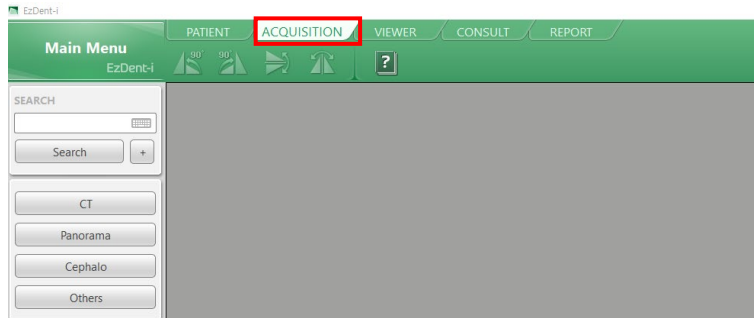 EzDent-i
PATIENT ACQUISITION VIEWER CONSULT REPORT
Main Menu
EzDent-i
90° 90° ?
SEARCH
Search +
CT
Panorama
Cephalo
Others